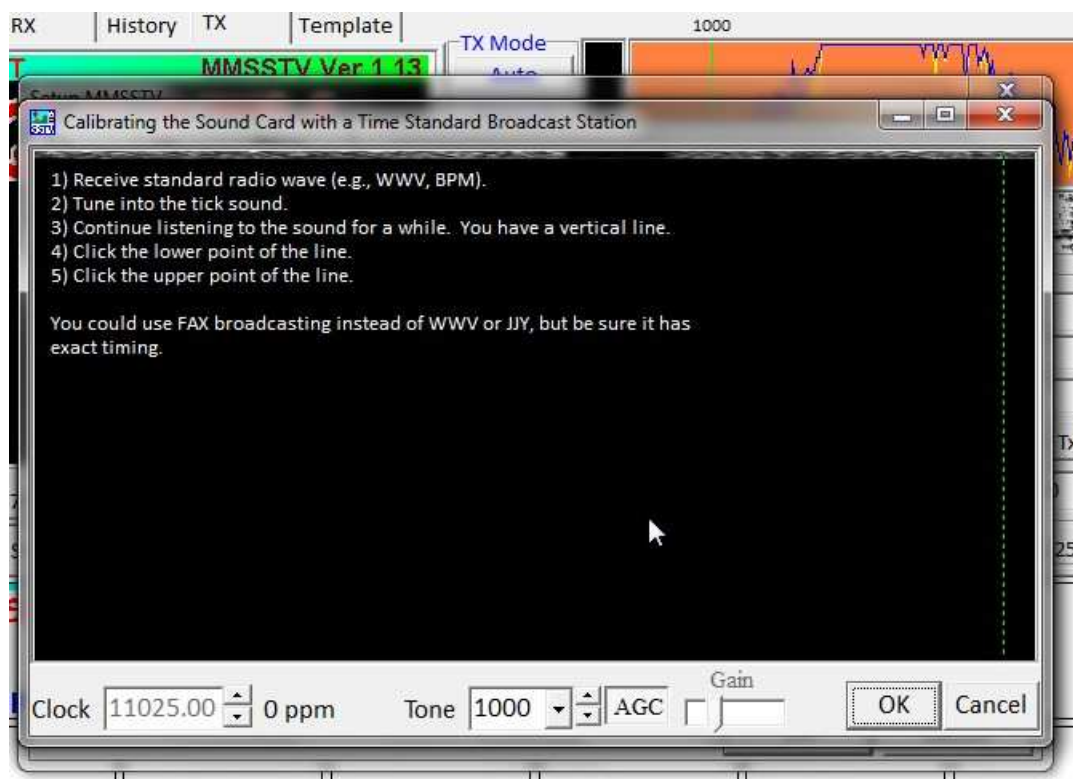 RX History TX Template
TX Mode
1000
MMSSTV Ver 1.13
Auto
Setup MMSSTV
Calibrating the Sound Card with a Time Standard Broadcast Station
1) Receive standard radio wave (e.g., WWV, BPM).
2) Tune into the tick sound.
3) Continue listening to the sound for a while. You have a vertical line.
4) Click the lower point of the line.
5) Click the upper point of the line.
You could use FAX broadcasting instead of WWV or JJY, but be sure it has
exact timing.
Clock 11025.00 0 ppm Tone 1000 AGC Gain OK Cancel